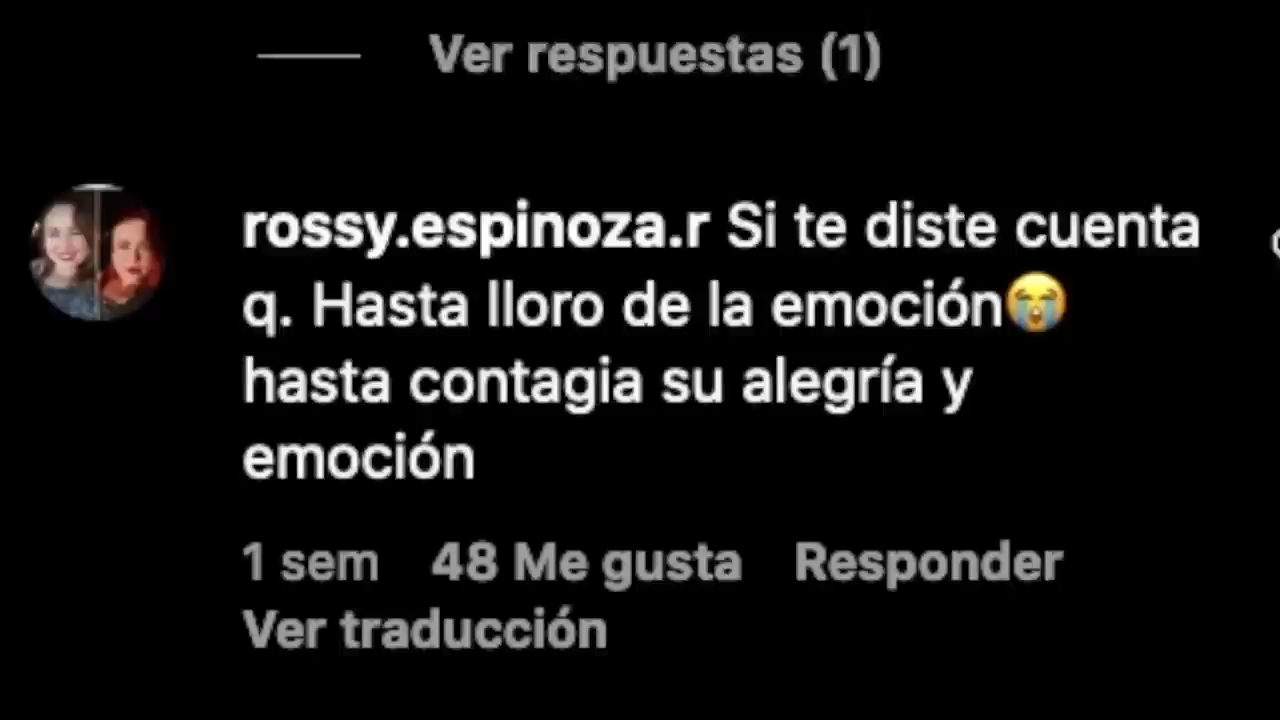 Ver respuestas (1)
rossy.espinoza.r Si te diste cuenta
q. Hasta lloro de la emoción😭
hasta contagia su alegría y
emoción
1 sem 48 Me gusta Responder
Ver traducción